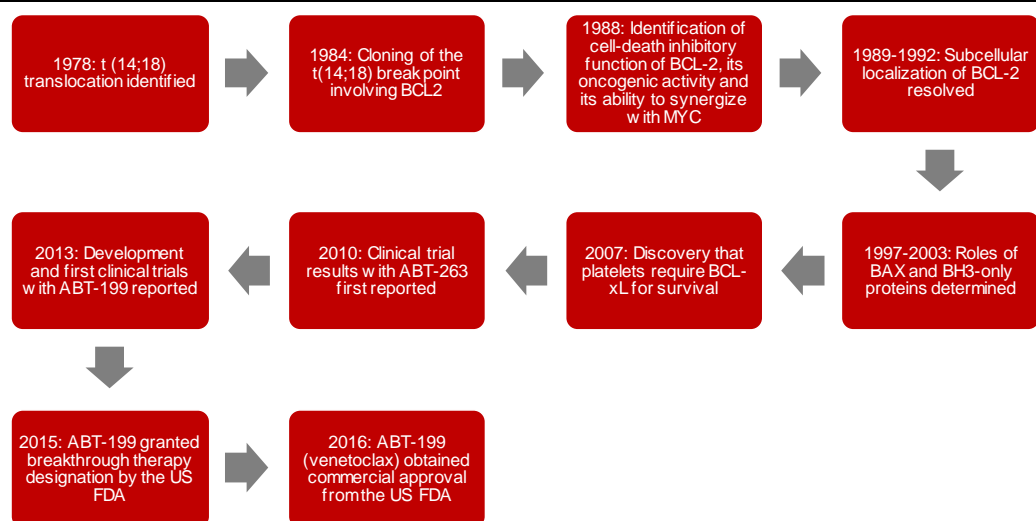 1978: t (14;18)
translocation identified
1984: Cloning of the
t(14;18) breakpoint
involving BCL2
1988: Identification of
cell-death inhibitory
function of BCL-2, its
oncogenic activity and
its ability to synergize
with MYC
1989-1992: Subcellular
localization of BCL-2
resolved
1997-2003: Roles of
BAX and BH3-only
proteins determined
2007: Discovery that
platelets require BCL-
xL for survival
2010: Clinical trial
results with ABT-263
first reported
2013: Development
and first clinical trials
with ABT-199 reported
2015: ABT-199 granted
breakthrough therapy
designation by the US
FDA
2016: ABT-199
(venetoclax) obtained
commercial approval
from the US FDA